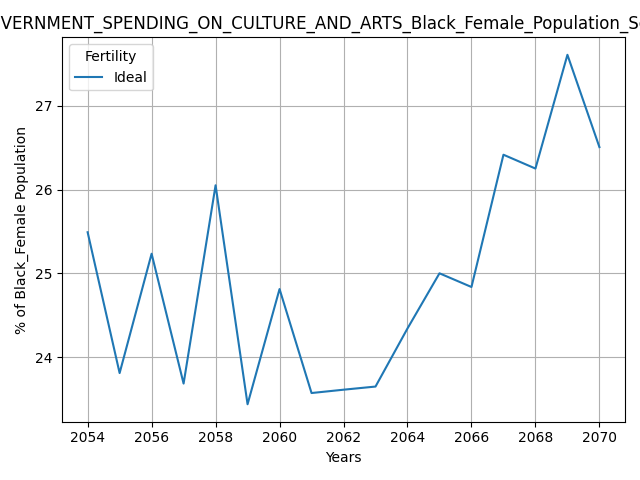 VERNMENT_SPENDING_ON_CULTURE_AND_ARTS_Black_Female_Population_S
Fertility
Ideal
27
26
25
24
% of Black_Female Population
2054 2056 2058 2060 2062 2064 2066 2068 2070
Years